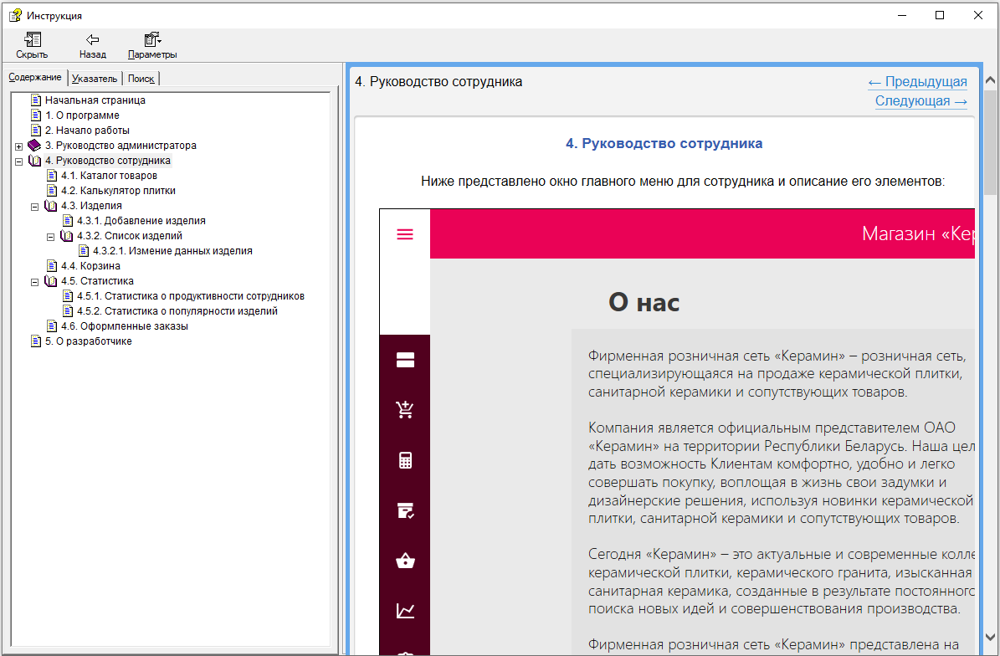 Инструкция
Скрыть
Назад
Параметры
Содержание
Указатель
Поиск
Начальная страница
1. О программе
2. Начало работы
3. Руководство администратора
4. Руководство сотрудника
4.1. Каталог товаров
4.2. Калькулятор плитки
4.3. Изделия
4.3.1. Добавление изделия
4.3.2. Список изделий
4.3.2.1. Измение данных изделия
4.4. Корзина
4.5. Статистика
4.5.1. Статистика о продуктивности сотрудников
4.5.2. Статистика о популярности изделий
4.6. Оформленные заказы
5. О разработчике
4. Руководство сотрудника
← Предыдущая
Следующая →
4. Руководство сотрудника
Ниже представлено окно главного меню для сотрудника и описание его элементов:
Магазин «Кер
О нас
Фирменная розничная сеть «Керамин» – розничная сеть,
специализирующаяся на продаже керамической плитки,
санитарной керамики и сопутствующих товаров.
Компания является официальным представителем ОАО
«Керамин» на территории Республики Беларусь. Наша цел
дать возможность Клиентам комфортно, удобно и легко
совершать покупку, воплощая в жизнь свои задумки и
дизайнерские решения, используя новинки керамической
плитки, санитарной керамики и сопутствующих товаров.
Сегодня «Керамин» – это актуальные и современные колле
керамической плитки, керамического гранита, изысканная
санитарная керамика, созданные в результате постоянного
поиска новых идей и совершенствования производства.
Фирменная розничная сеть «Керамин» представлена на